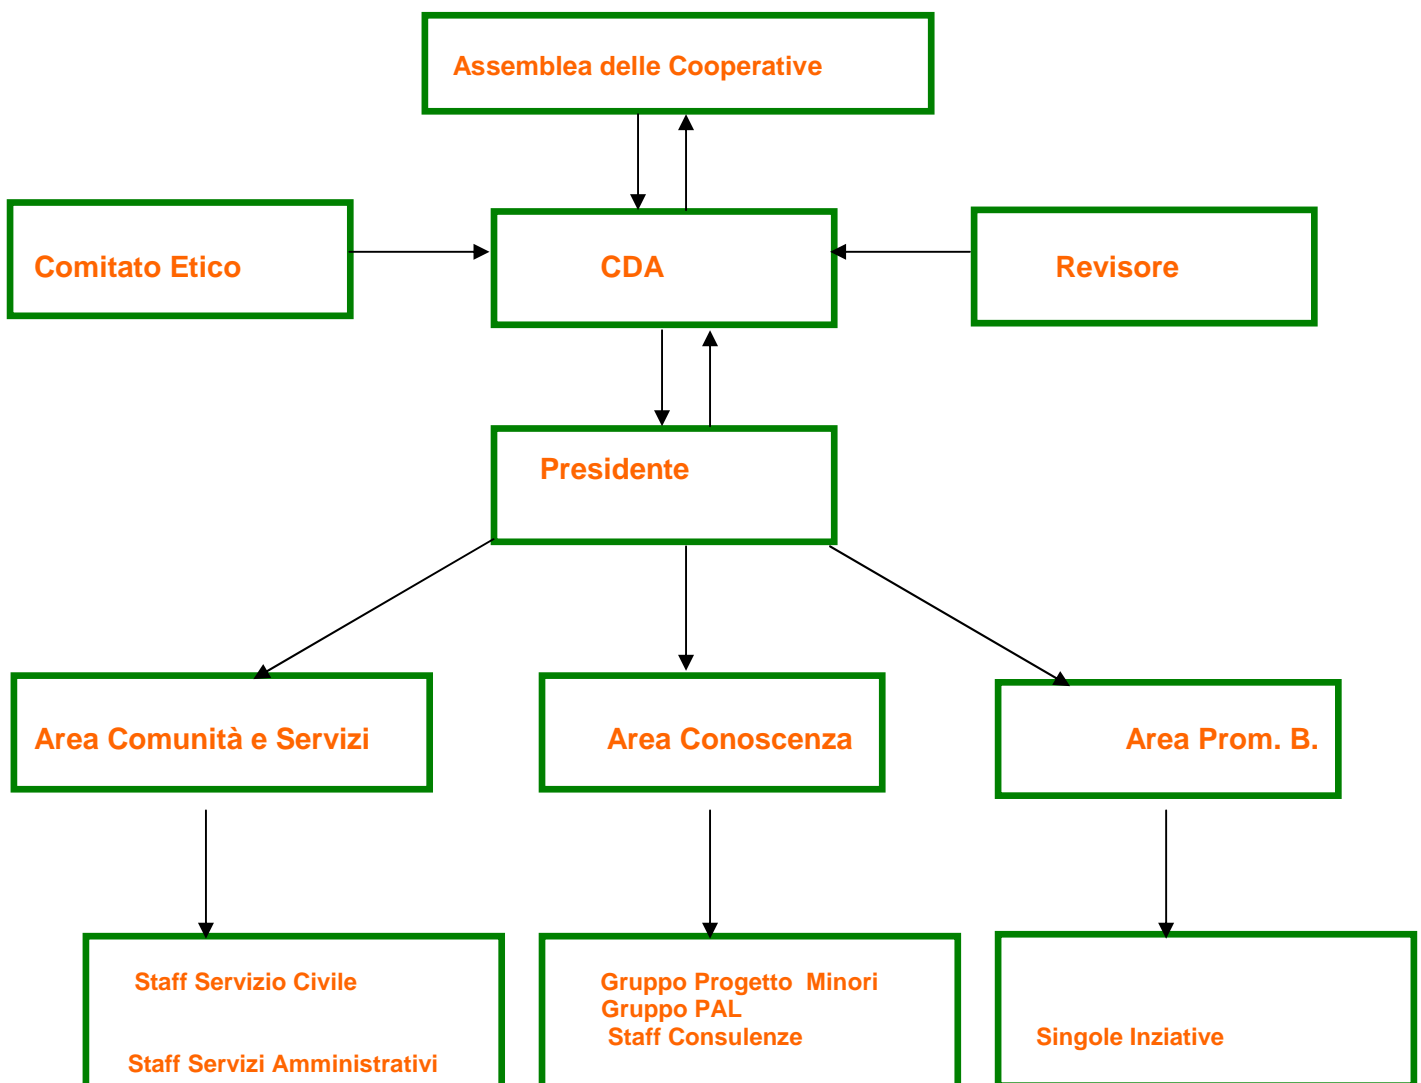 Assemblea delle Cooperative
Comitato Etico
CDA
Revisore
Presidente
Area Comunità e Servizi
Area Conoscenza
Area Prom. B.
Staff Servizio Civile
Staff Servizi Amministrativi
Gruppo Progetto Minori
Gruppo PAL
Staff Consulenze
Singole Inziative